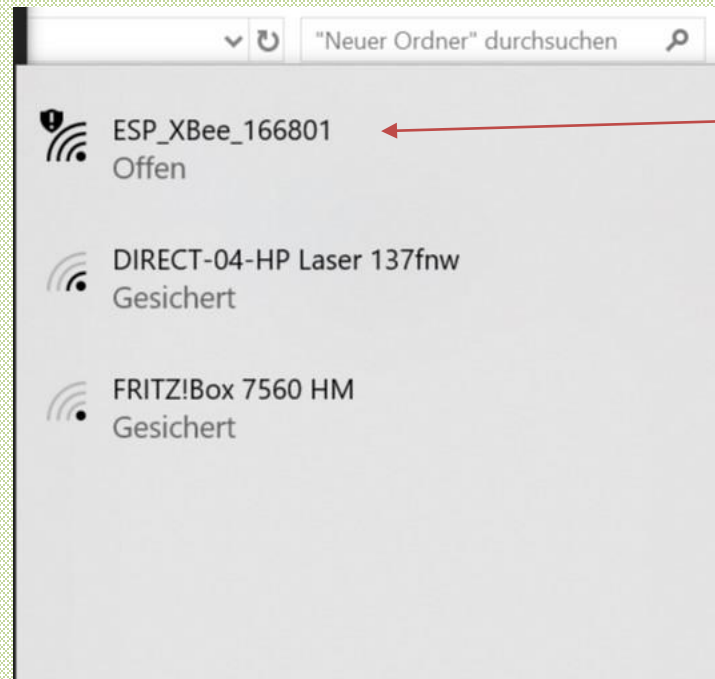 "Neuer Ordner" durchsuchen
ESP_XBee_166801
Offen
DIRECT-04-HP Laser 137fnw
Gesichert
FRITZ!Box 7560 HM
Gesichert